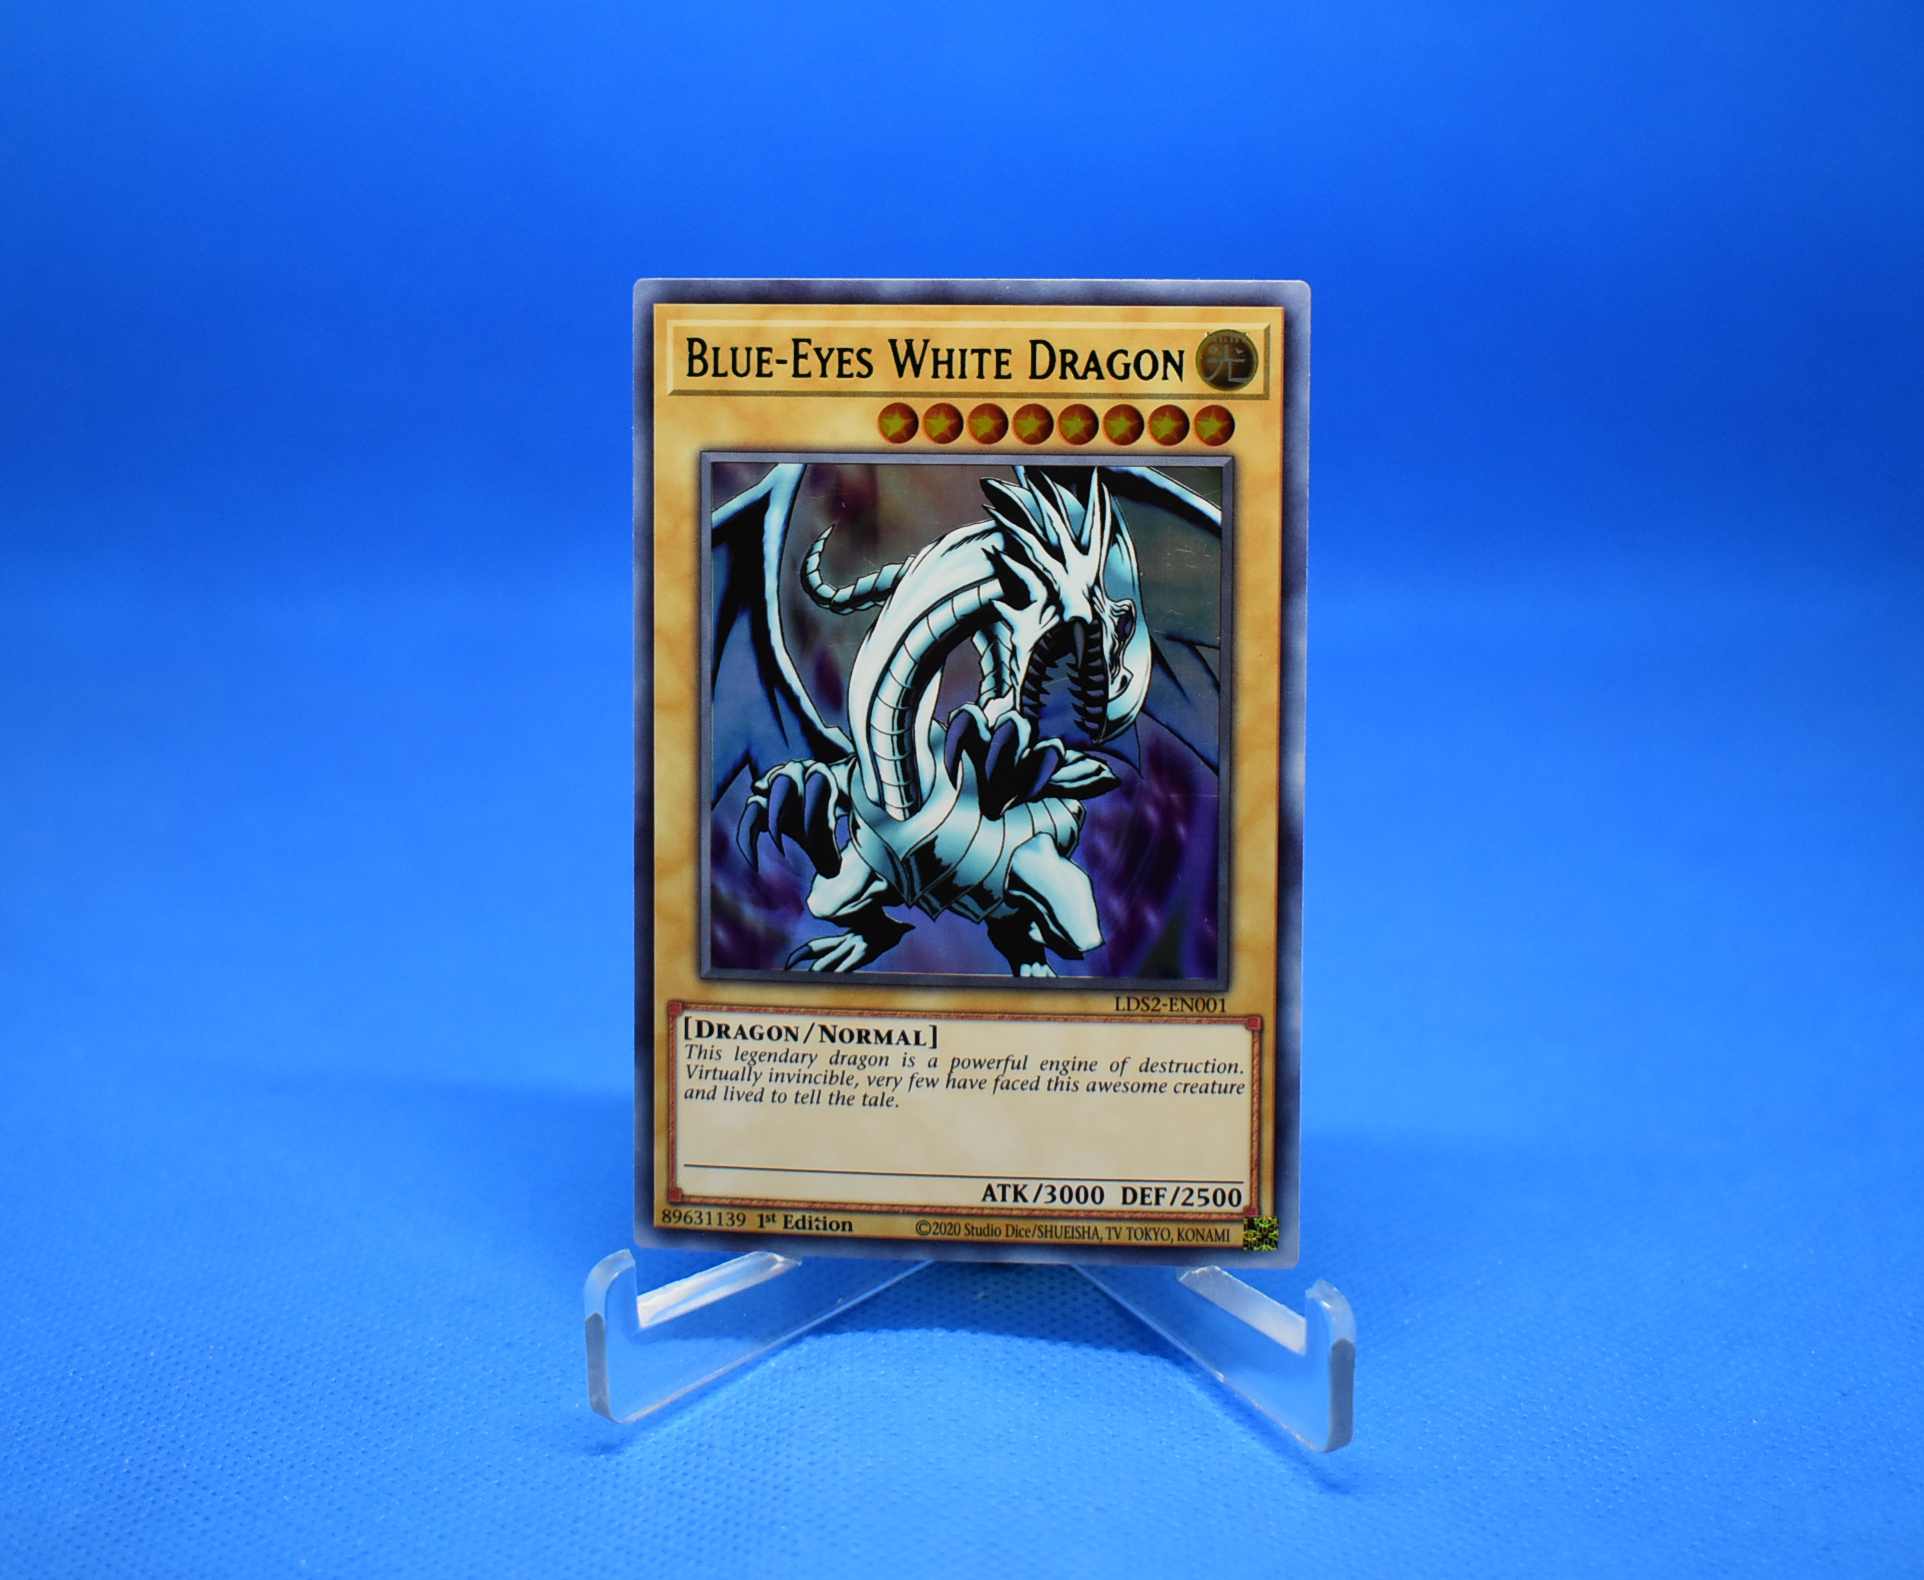 BLUE-EYES WHITE DRAGON 光
LDS2-EN001
[DRAGON/NORMAL]
This legendary dragon is a powerful engine of destruction.
Virtually invincible, very few have faced this awesome creature
and lived to tell the tale.
ATK/3000 DEF/2500
89631139 1st Edition ©2020 Studio Dice/SHUEISHA, TV TOKYO, KONAMI